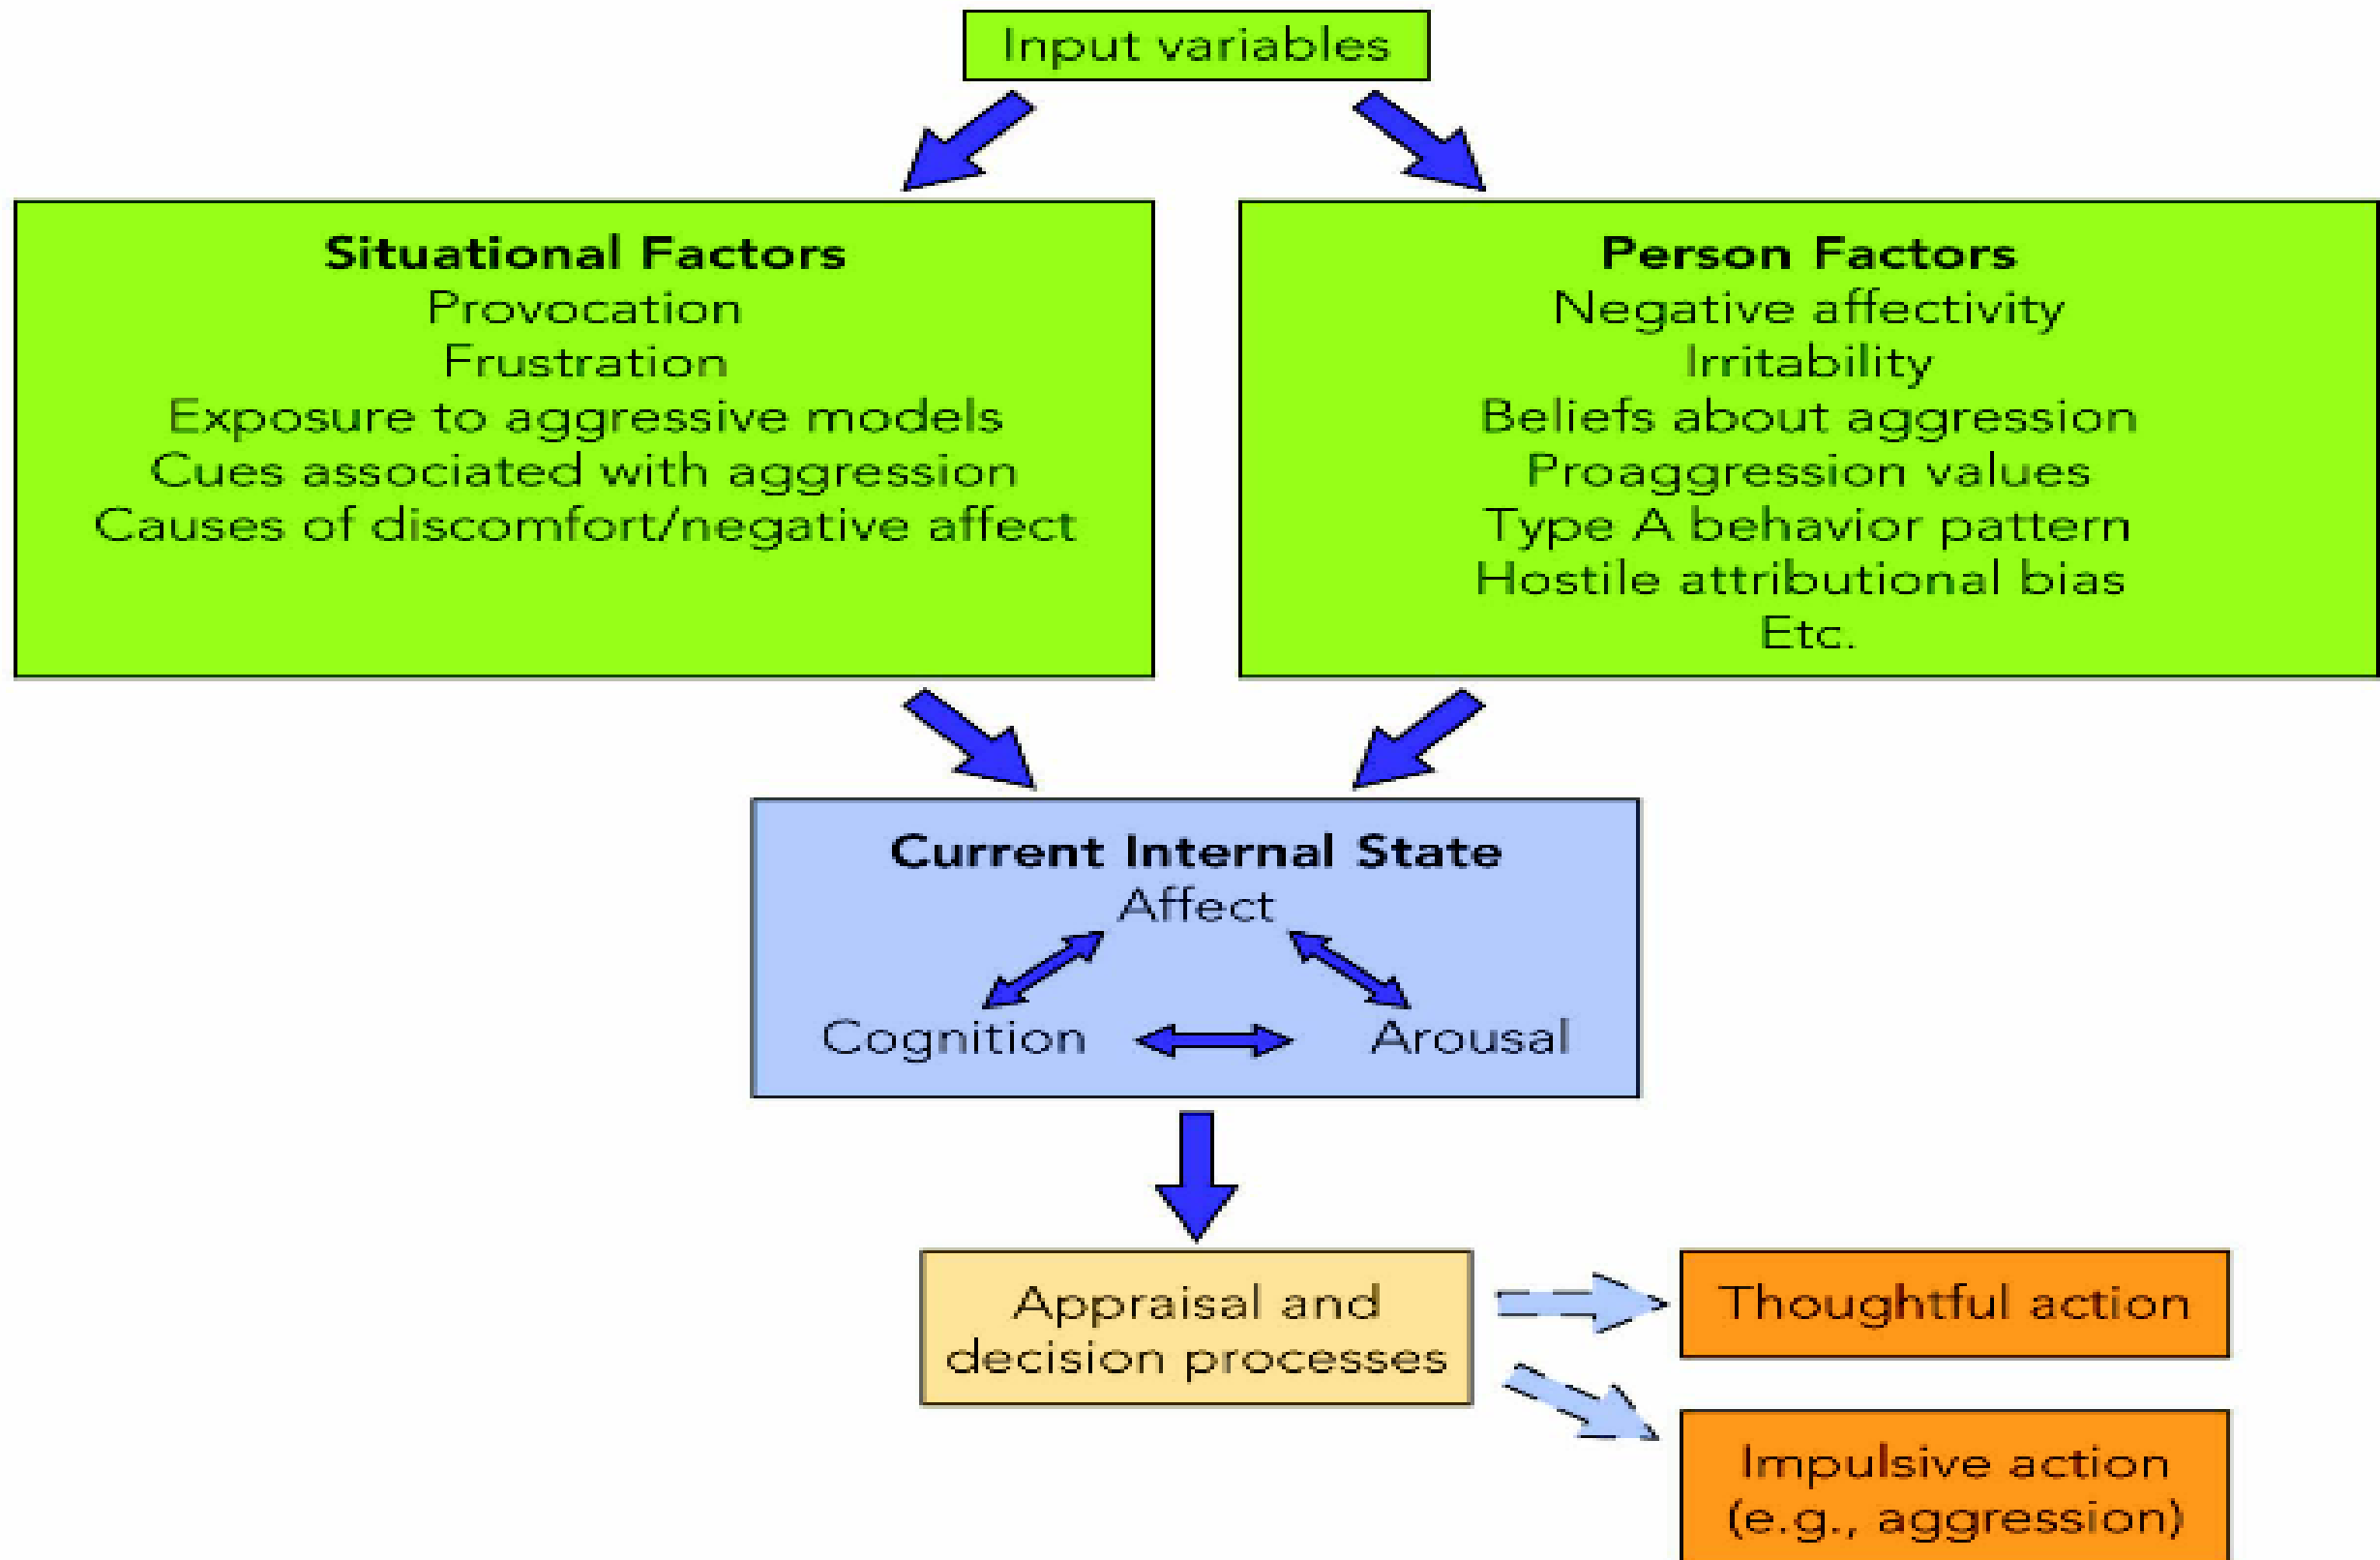 Input variables
Situational Factors
Provocation
Frustration
Exposure to aggressive models
Cues associated with aggression
Causes of discomfort/negative affect
Person Factors
Negative affectivity
Irritability
Beliefs about aggression
Proaggression values
Type A behavior pattern
Hostile attributional bias
Etc.
Current Internal State
Affect
Cognition
Arousal
Appraisal and
decision processes
Thoughtful action
Impulsive action
(e.g., aggression)